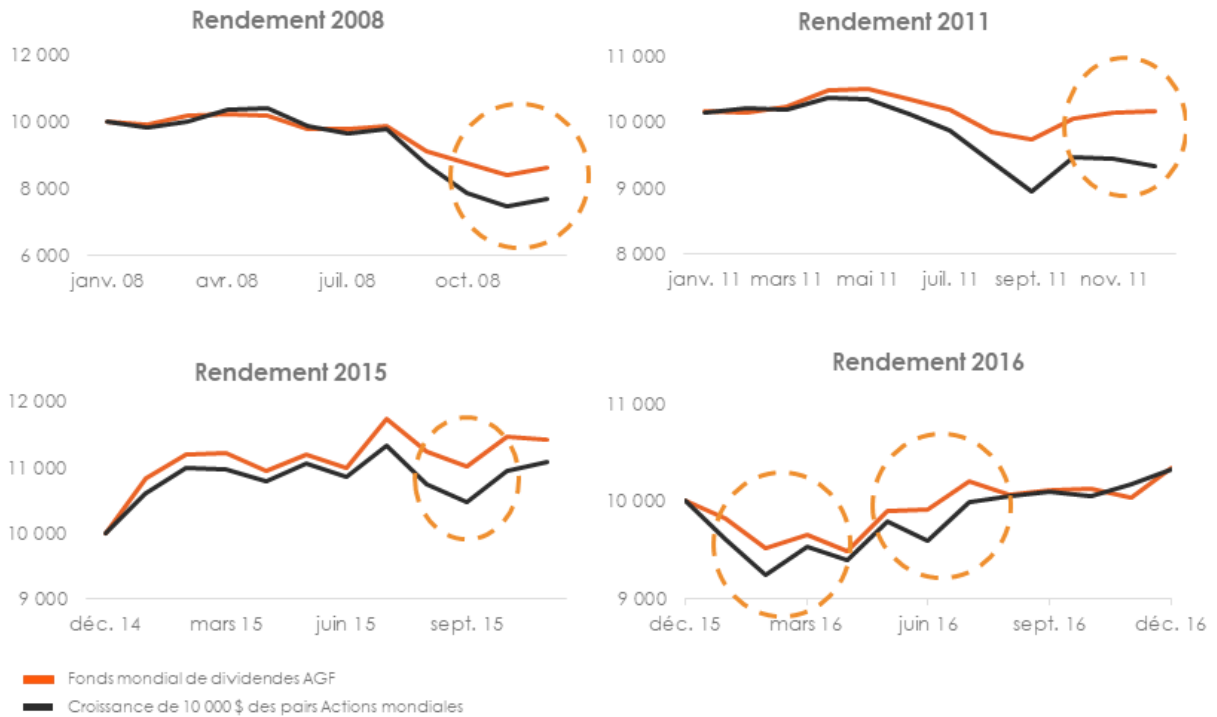 Rendement 2008
12 000
10 000
8 000
6 000
janv. 08 avr. 08 juil. 08 oct. 08
Rendement 2011
11 000
10 000
9 000
8 000
janv. 11 mars 11 mai 11 juil. 11 sept. 11 nov. 11
Rendement 2015
12 000
11 000
10 000
9 000
déc. 14 mars 15 juin 15 sept. 15
Rendement 2016
11 000
10 000
9 000
déc. 15 mars 16 juin 16 sept. 16 déc. 16
Fonds mondial de dividendes AGF
Croissance de 10 000 $ des pairs Actions mondiales